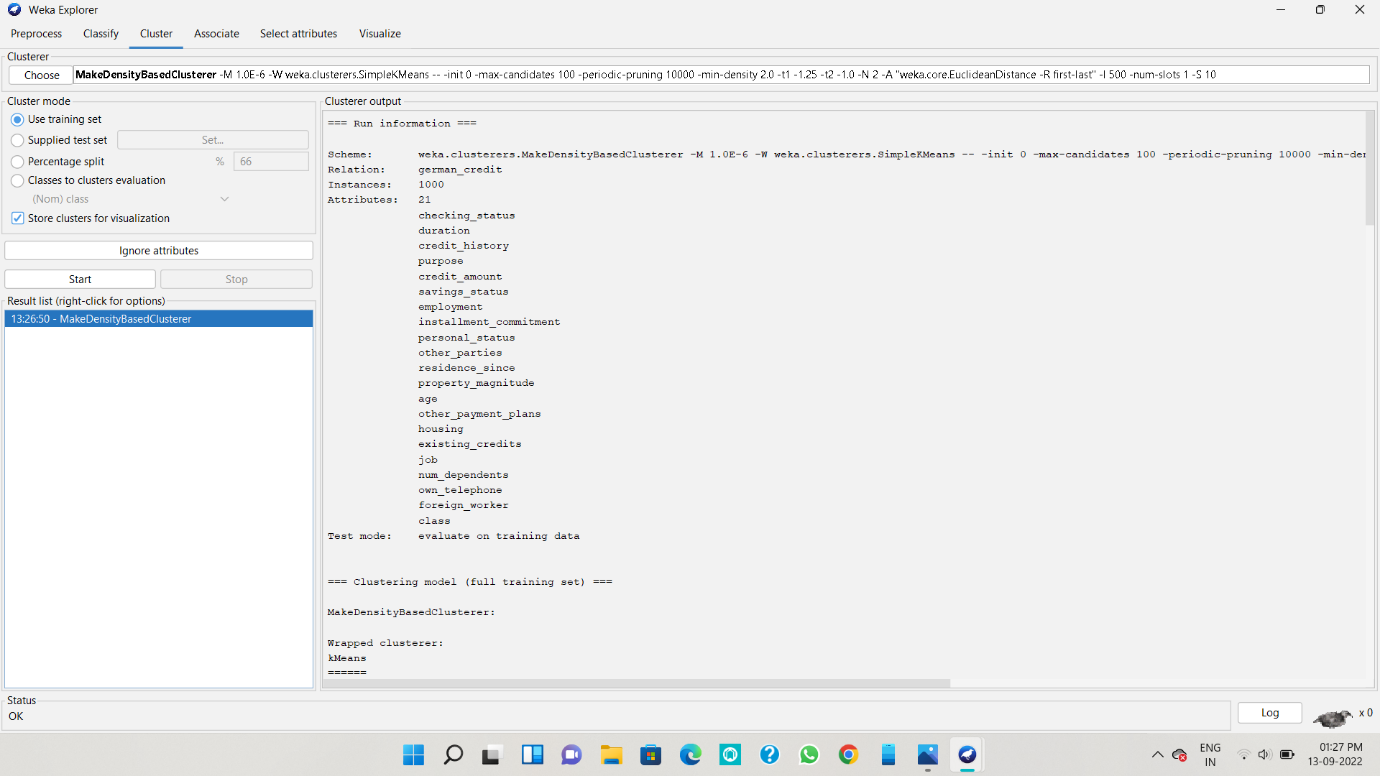 Weka Explorer
Preprocess Classify Cluster Associate Select attributes Visualize
Clusterer
Choose MakeDensityBasedClusterer -M 1.0E-6 -W weka.clusterers.SimpleKMeans -- -init 0 -max-candidates 100 -periodic-pruning 10000 -min-density 2.0 -t1 -1.25 -t2 -1.0 -N 2 -A "weka.core.EuclideanDistance -R first-last" -I 500 -num-slots 1 -S 10
Cluster mode
Use training set
Supplied test set Set...
Percentage split % 66
Classes to clusters evaluation
(Nom) class
Store clusters for visualization
Ignore attributes
Start Stop
Result list (right-click for options)
13:26:50 - MakeDensityBasedClusterer
Clusterer output
=== Run information ===
Scheme: weka.clusterers.MakeDensityBasedClusterer -M 1.0E-6 -W weka.clusterers.SimpleKMeans -- -init 0 -max-candidates 100 -periodic-pruning 10000 -min-der
Relation: german_credit
Instances: 1000
Attributes: 21
checking_status
duration
credit_history
purpose
credit_amount
savings_status
employment
installment_commitment
personal_status
other_parties
residence_since
property_magnitude
age
other_payment_plans
housing
existing_credits
job
num_dependents
own_telephone
foreign_worker
class
Test mode: evaluate on training data
=== Clustering model (full training set) ===
MakeDensityBasedClusterer:
Wrapped clusterer:
kMeans
======
Status
OK
Log x 0
ENG
IN
01:27 PM
13-09-2022